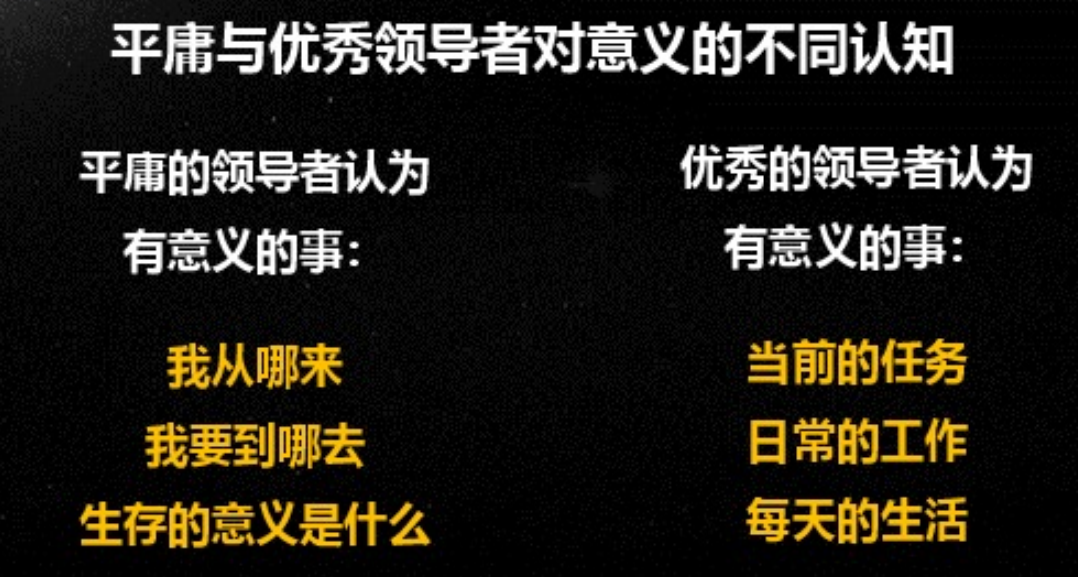 平庸与优秀领导者对意义的不同认知
平庸的领导者认为
有意义的事：
我从哪来
我要到哪去
生存的意义是什么
优秀的领导者认为
有意义的事：
当前的任务
日常的工作
每天的生活